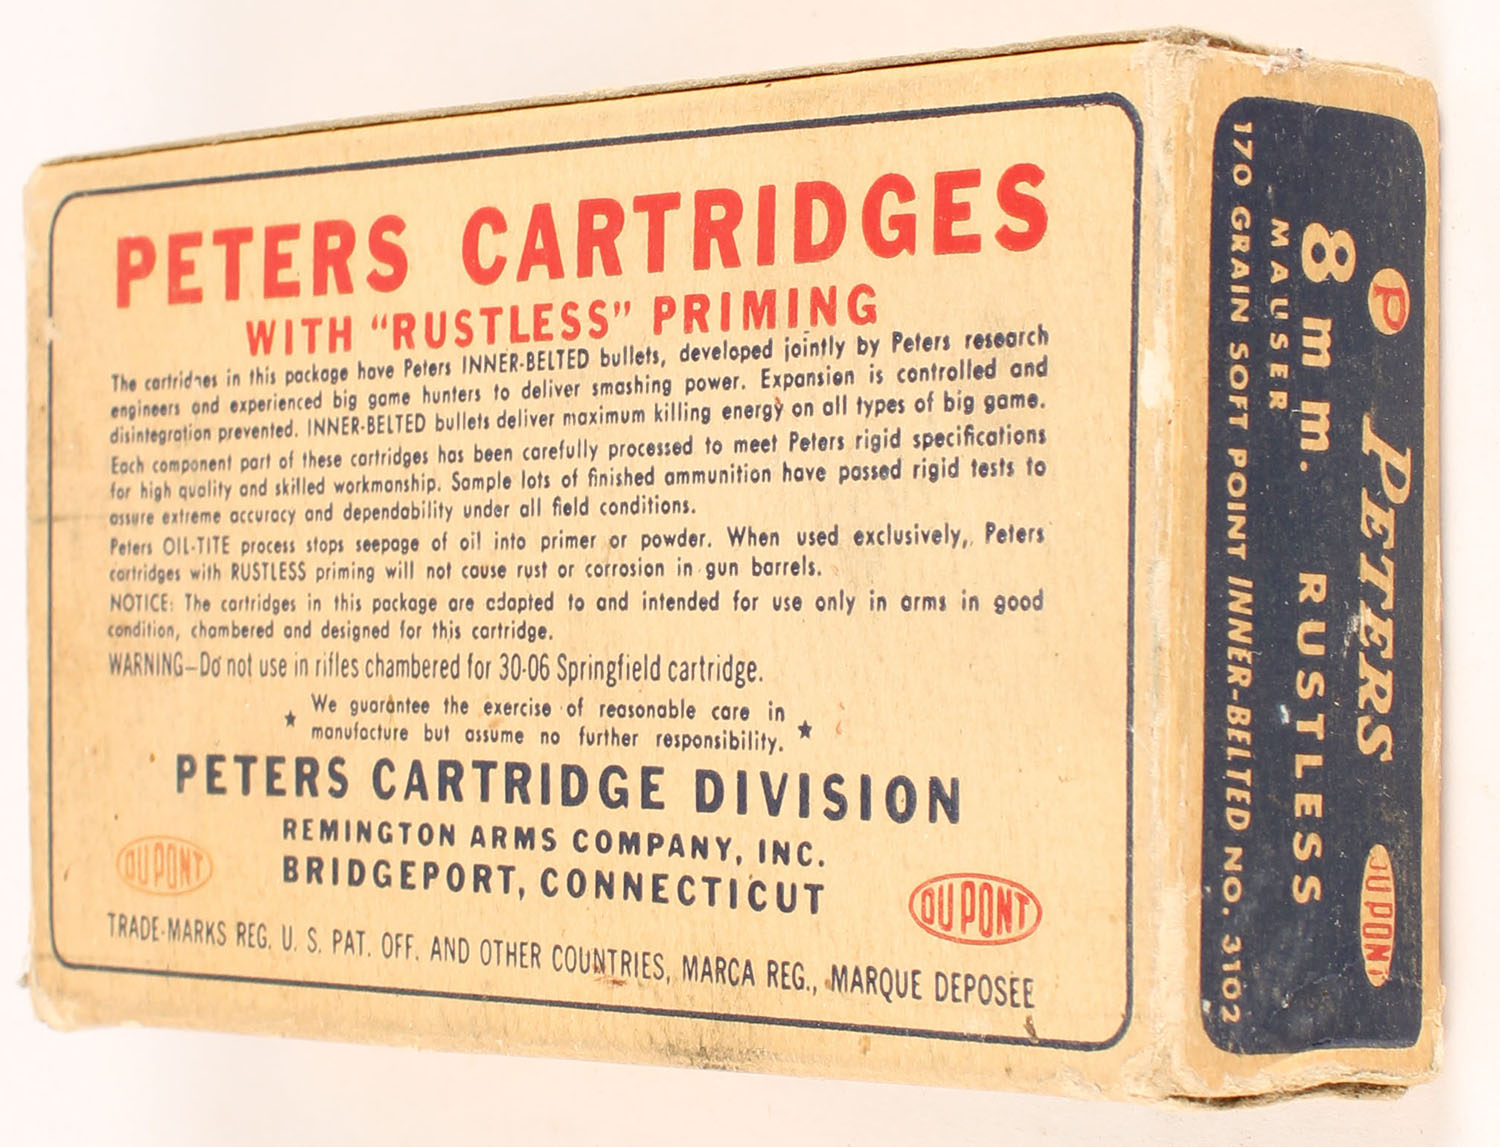 PETERS CARTRIDGES
WITH "RUSTLESS" PRIMING
The cartridges in this package have Peters INNER-BELTED bullets, developed jointly by Peters research
engineers and experienced big game hunters to deliver smashing power. Expansion is controlled and
disintegration prevented. INNER-BELTED bullets deliver maximum killing energy on all types of big game.
Each component part of these cartridges has been carefully processed to meet Peters rigid specifications
for high quality and skilled workmanship. Sample lots of finished ammunition have passed rigid tests to
assure extreme accuracy and dependability under all field conditions.
Peters OIL-TITE process stops seepage of oil into primer or powder. When used exclusively, Peters
cartridges with RUSTLESS priming will not cause rust or corrosion in gun barrels.
NOTICE: The cartridges in this package are adapted to and intended for use only in arms in good
condition, chambered and designed for this cartridge.
WARNING—Do not use in rifles chambered for 30-06 Springfield cartridge.
We guarantee the exercise of reasonable care in
manufacture but assume no further responsibility.
PETERS CARTRIDGE DIVISION
REMINGTON ARMS COMPANY, INC.
BRIDGEPORT, CONNECTICUT
DU PONT
DU PONT
TRADE-MARKS REG. U. S. PAT. OFF. AND OTHER COUNTRIES, MARCA REG., MARQUE DEPOSÉE
P PETERS DU PONT
8mm. RUSTLESS
MAUSER
170 GRAIN SOFT POINT INNER-BELTED NO. 3102